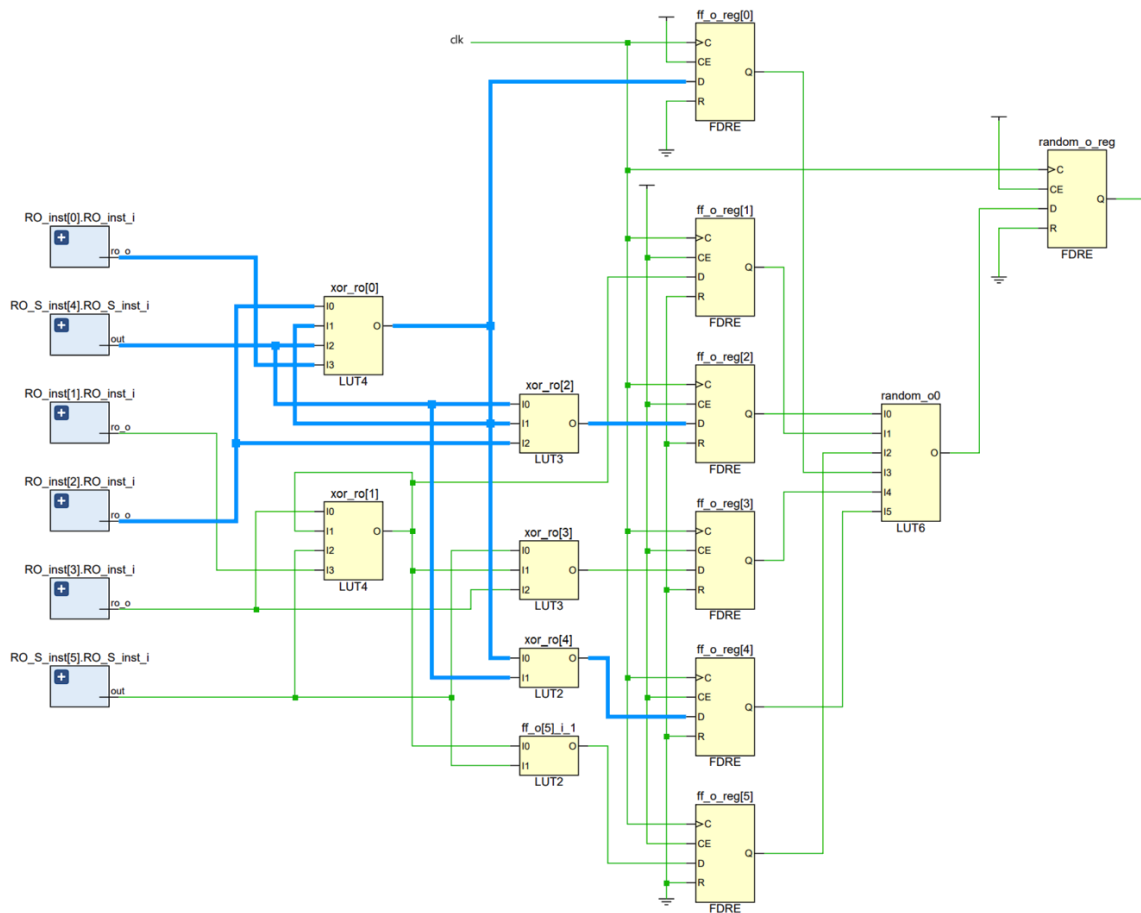 clk
ff_o_reg[0]
C
CE
D
R
Q
FDRE
random_o_reg
C
CE
D
R
Q
FDRE
RO_inst[0].RO_inst_i
ro_o
RO_S_inst[4].RO_S_inst_i
out
RO_inst[1].RO_inst_i
ro_o
RO_inst[2].RO_inst_i
ro_o
RO_inst[3].RO_inst_i
ro_o
RO_S_inst[5].RO_S_inst_i
out
xor_ro[0]
I0
I1
I2
I3
O
LUT4
xor_ro[1]
I0
I1
I2
I3
O
LUT4
xor_ro[2]
I0
I1
I2
O
LUT3
xor_ro[3]
I0
I1
I2
O
LUT3
xor_ro[4]
I0
I1
O
LUT2
ff_o[5]_i_1
I0
I1
O
LUT2
ff_o_reg[1]
C
CE
D
R
Q
FDRE
ff_o_reg[2]
C
CE
D
R
Q
FDRE
ff_o_reg[3]
C
CE
D
R
Q
FDRE
ff_o_reg[4]
C
CE
D
R
Q
FDRE
ff_o_reg[5]
C
CE
D
R
Q
FDRE
random_o0
I0
I1
I2
I3
I4
I5
O
LUT6